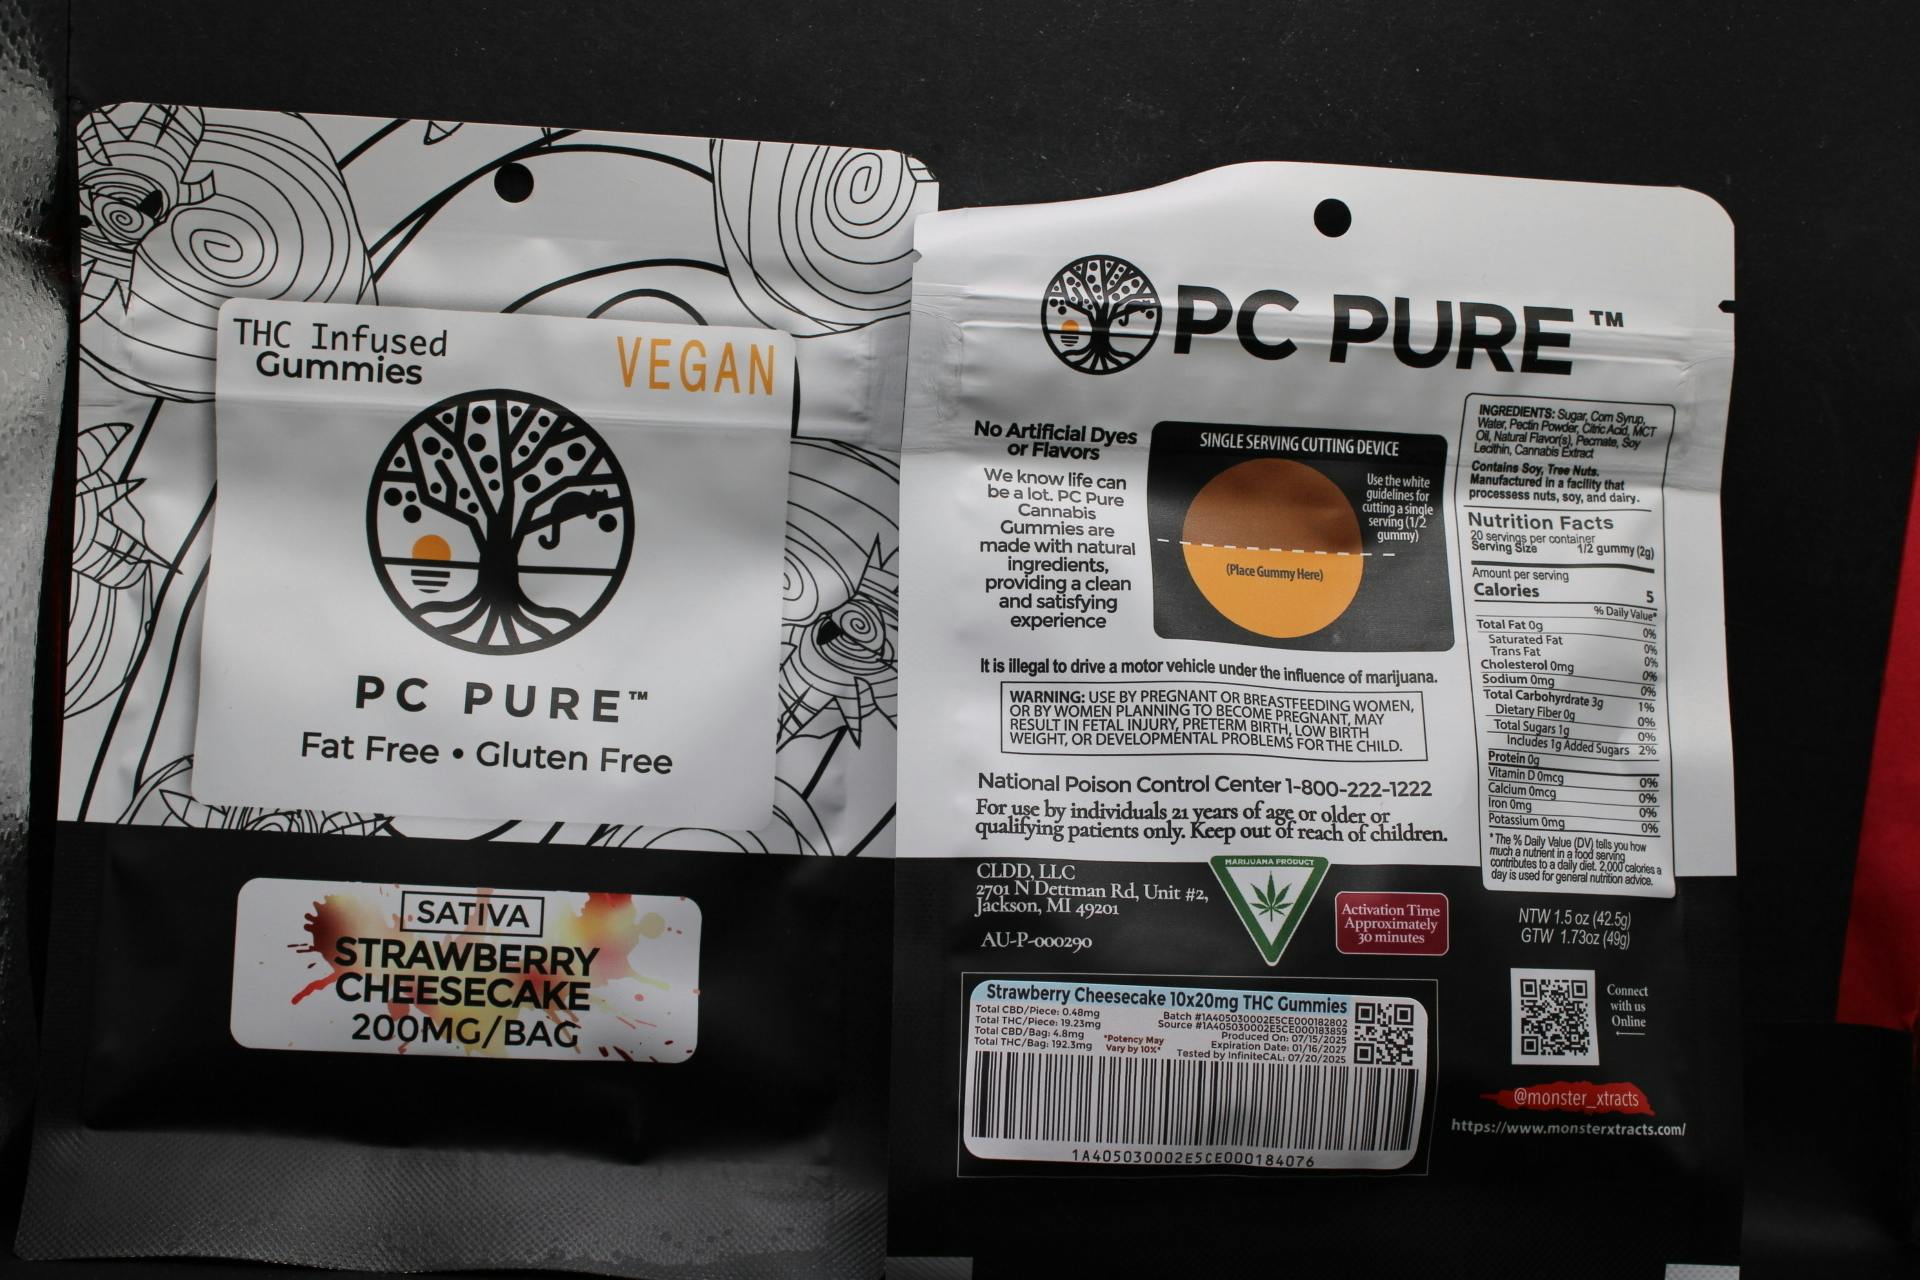 THC Infused
Gummies
VEGAN
PC PURE™
Fat Free • Gluten Free
SATIVA
STRAWBERRY
CHEESECAKE
200MG/BAG
PC PURE™
No Artificial Dyes
or Flavors
We know life can
be a lot. PC Pure
Cannabis
Gummies are
made with natural
ingredients,
providing a clean
and satisfying
experience
SINGLE SERVING CUTTING DEVICE
Use the white
guidelines for
cutting a single
serving (1/2
gummy)
(Place Gummy Here)
It is illegal to drive a motor vehicle under the influence of marijuana.
WARNING: USE BY PREGNANT OR BREASTFEEDING WOMEN,
OR BY WOMEN PLANNING TO BECOME PREGNANT, MAY
RESULT IN FETAL INJURY, PRETERM BIRTH, LOW BIRTH
WEIGHT, OR DEVELOPMENTAL PROBLEMS FOR THE CHILD.
National Poison Control Center 1-800-222-1222
For use by individuals 21 years of age or older or
qualifying patients only. Keep out of reach of children.
INGREDIENTS: Sugar, Corn Syrup,
Water, Pectin Powder, Citric Acid, MCT
Oil, Natural Flavor(s), Pecmate, Soy
Lecithin, Cannabis Extract
Contains Soy, Tree Nuts.
Manufactured in a facility that
processess nuts, soy, and dairy.
Nutrition Facts
20 servings per container
Serving Size 1/2 gummy (2g)
Amount per serving
Calories 5
% Daily Value*
Total Fat 0g 0%
Saturated Fat 0%
Trans Fat 0%
Cholesterol 0mg 0%
Sodium 0mg 0%
Total Carbohyrdrate 3g 1%
Dietary Fiber 0g 0%
Total Sugars 1g 0%
Includes 1g Added Sugars 2%
Protein 0g
Vitamin D 0mcg 0%
Calcium 0mcg 0%
Iron 0mg 0%
Potassium 0mg 0%
*The % Daily Value (DV) tells you how
much a nutrient in a food serving
contributes to a daily diet. 2,000 calories a
day is used for general nutrition advice.
CLDD, LLC
2701 N Dettman Rd, Unit #2,
Jackson, MI 49201
AU-P-000290
MARIJUANA PRODUCT
Activation Time
Approximately
30 minutes
NTW 1.5 oz (42.5g)
GTW 1.73oz (49g)
Connect
with us
Online
@monster_xtracts
https://www.monsterxtracts.com/
Strawberry Cheesecake 10x20mg THC Gummies
Total CBD/Piece: 0.48mg
Total THC/Piece: 19.23mg
Total CBD/Bag: 4.8mg
Total THC/Bag: 192.3mg
*Potency May
Vary by 10%*
Batch #1A405030002E5CE000182802
Source #1A405030002E5CE000183859
Produced On: 07/15/2025
Expiration Date: 01/16/2027
Tested by InfiniteCAL: 07/20/2025
1A405030002E5CE000184076